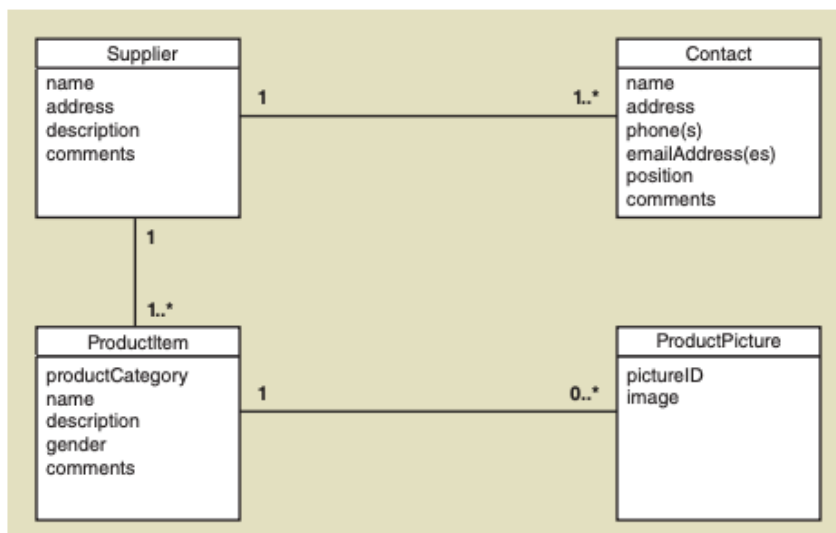 Supplier
name
address
description
comments
1
1..*
Contact
name
address
phone(s)
emailAddress(es)
position
comments
1
1..*
ProductItem
productCategory
name
description
gender
comments
1
0..*
ProductPicture
pictureID
image